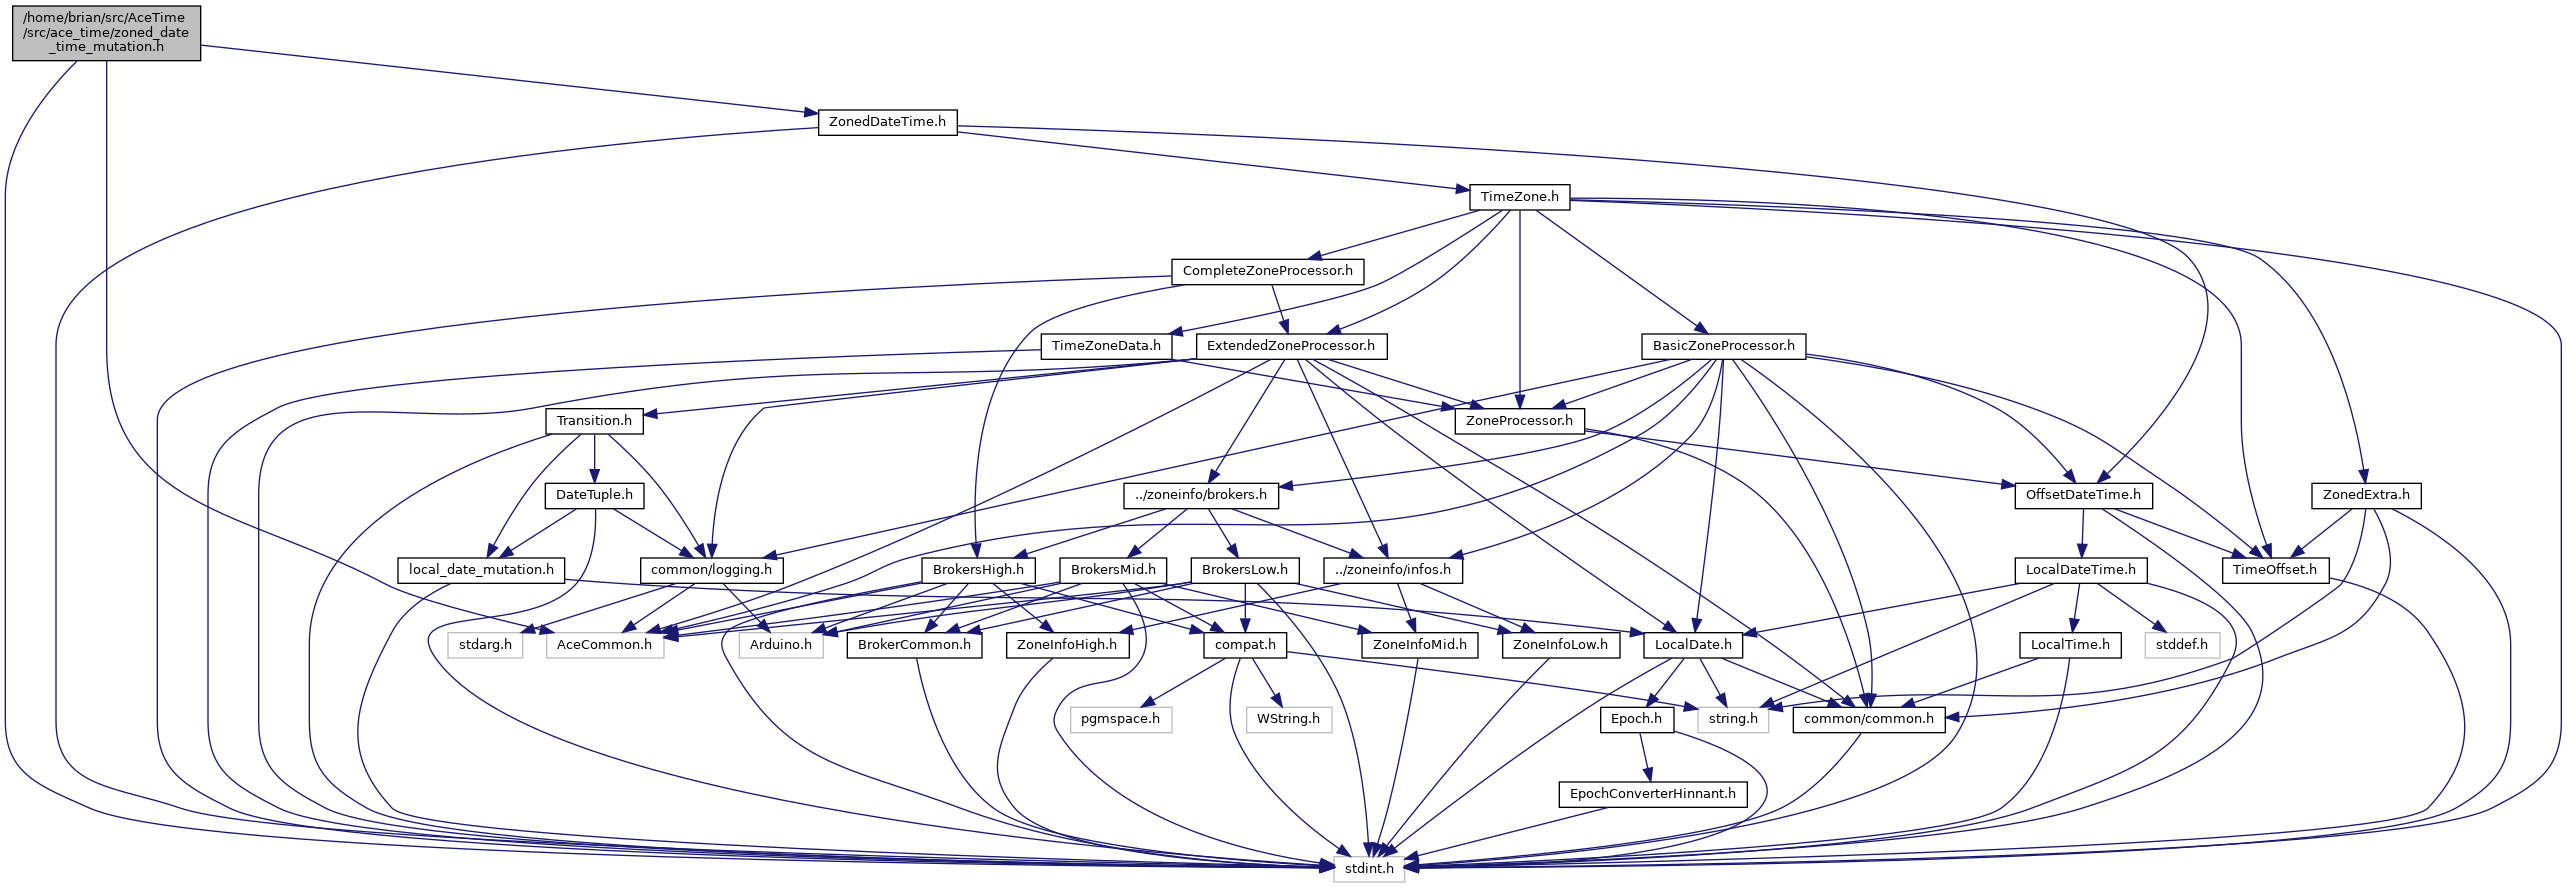 /home/brian/src/AceTime
/src/ace_time/zoned_date
_time_mutation.h
ZonedDateTime.h
TimeZone.h
CompleteZoneProcessor.h
TimeZoneData.h
ExtendedZoneProcessor.h
BasicZoneProcessor.h
Transition.h
ZoneProcessor.h
DateTuple.h
../zoneinfo/brokers.h
OffsetDateTime.h
ZonedExtra.h
local_date_mutation.h
common/logging.h
BrokersHigh.h
BrokersMid.h
BrokersLow.h
../zoneinfo/infos.h
LocalDateTime.h
TimeOffset.h
stdarg.h
AceCommon.h
Arduino.h
BrokerCommon.h
ZoneInfoHigh.h
compat.h
ZoneInfoMid.h
ZoneInfoLow.h
LocalDate.h
LocalTime.h
stddef.h
pgmspace.h
WString.h
Epoch.h
string.h
common/common.h
EpochConverterHinnant.h
stdint.h